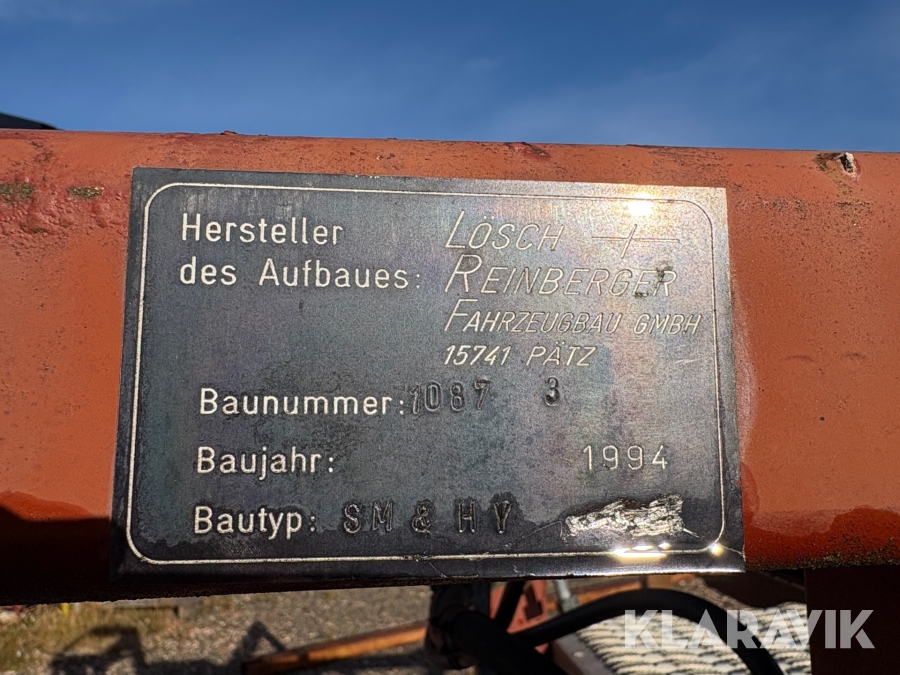 Hersteller
des Aufbaues:
LÖSCH +
REINBERGER
FAHRZEUGBAU GMBH
15741 PÄTZ
Baunummer: 1087 3
Baujahr: 1994
Bautyp: SM & HY
KLARAVIK